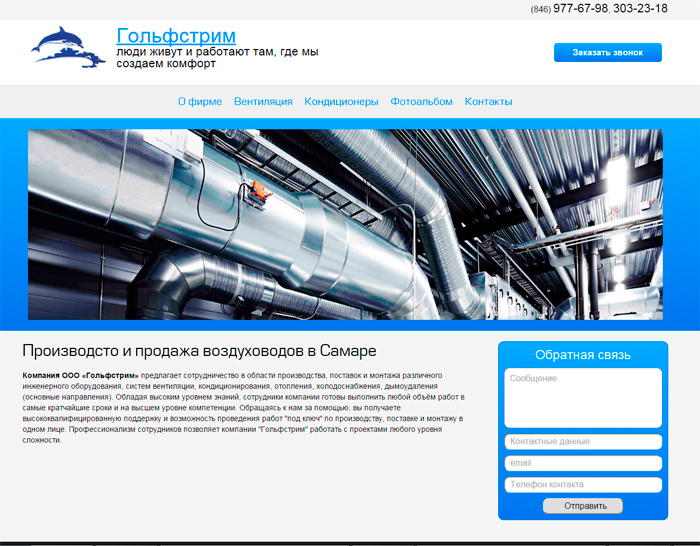 (846) 977-67-98, 303-23-18
Гольфстрим
люди живут и работают там, где мы
создаем комфорт
Заказать звонок
О фирме Вентиляция Кондиционеры Фотоальбом Контакты
Производсто и продажа воздуховодов в Самаре
Компания ООО «Гольфстрим» предлагает сотрудничество в области производства, поставок и монтажа различного
инженерного оборудования, систем вентиляции, кондиционирования, отопления, холодоснабжения, дымоудаления
(основные направления). Обладая высоким уровнем знаний, сотрудники компании готовы выполнить любой объём работ в
самые кратчайшие сроки и на высшем уровне компетенции. Обращаясь к нам за помощью, вы получаете
высококвалифицированную поддержку и возможность проведения работ "под ключ" по производству, поставке и монтажу в
одном лице. Профессионализм сотрудников позволяет компании "Гольфстрим" работать с проектами любого уровня
сложности.
Обратная связь
Сообщение
Контактные данные
email
Телефон контакта
Отправить